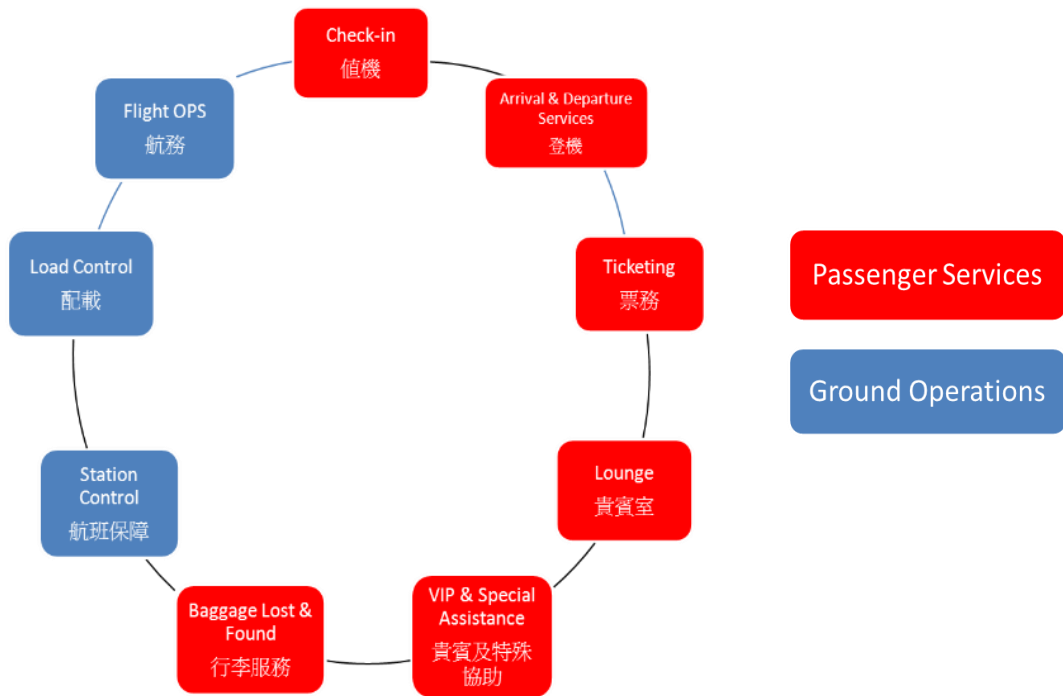 Check-in
值機
Arrival & Departure
Services
登機
Ticketing
票務
Lounge
貴賓室
VIP & Special
Assistance
貴賓及特殊
協助
Baggage Lost &
Found
行李服務
Station
Control
航班保障
Load Control
配載
Flight OPS
航務
Passenger Services
Ground Operations